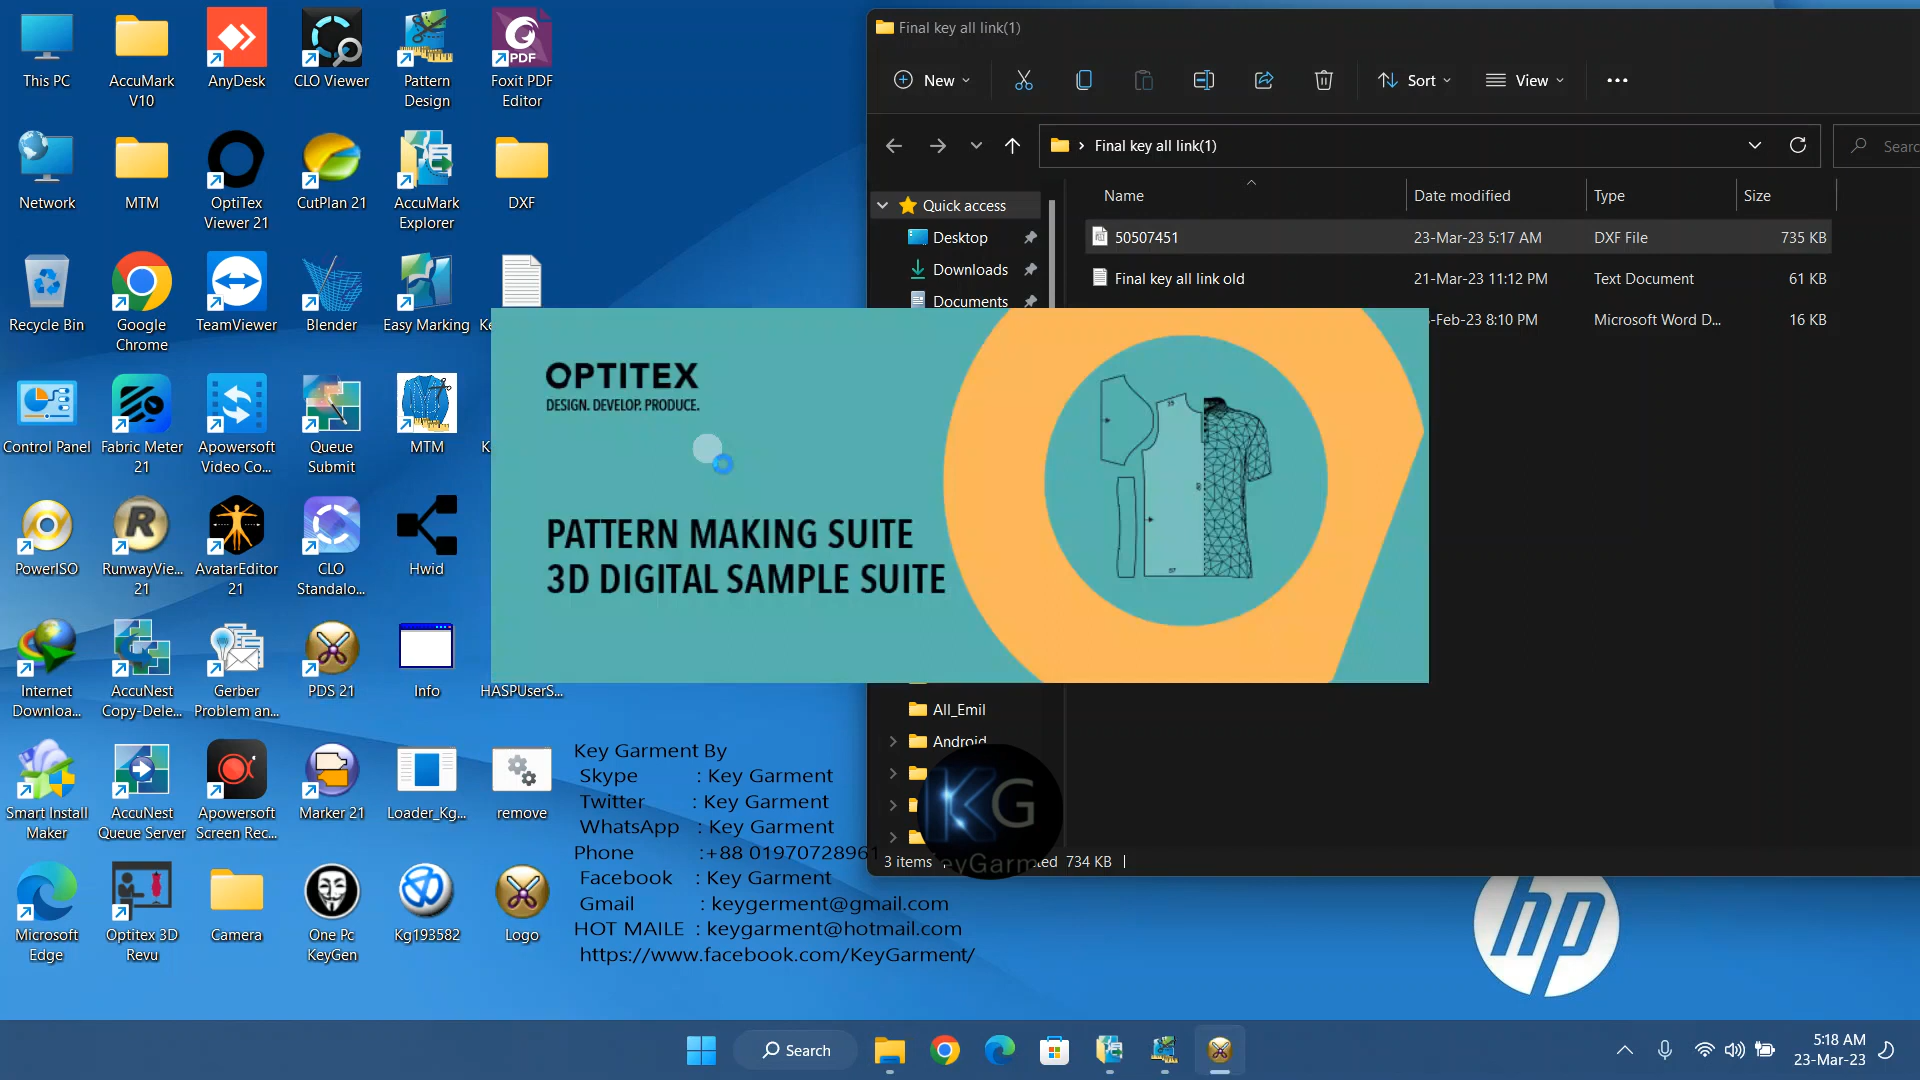 This PC
AccuMark V10
AnyDesk
CLO Viewer
Pattern Design
Foxit PDF Editor
PDF
Network
MTM
OptiTex Viewer 21
CutPlan 21
AccuMark Explorer
DXF
Recycle Bin
Google Chrome
TeamViewer
Blender
Easy Marking
Control Panel
Fabric Meter 21
Apowersoft Video Co...
Queue Submit
MTM
PowerISO
RunwayVie... 21
AvatarEditor 21
CLO Standalo...
Hwid
Internet Downloa...
AccuNest Copy-Dele...
Gerber Problem an...
PDS 21
Info
HASPUserS...
Smart Install Maker
AccuNest Queue Server
Apowersoft Screen Rec...
Marker 21
Loader_Kg...
remove
Microsoft Edge
Optitex 3D Revu
Camera
One Pc KeyGen
Kg193582
Logo
Final key all link(1)
New
Sort
View
Final key all link(1)
Searc
Name
Date modified
Type
Size
Quick access
Desktop
Downloads
Documents
50507451 23-Mar-23 5:17 AM DXF File 735 KB
Final key all link old 21-Mar-23 11:12 PM Text Document 61 KB
-Feb-23 8:10 PM Microsoft Word D... 16 KB
OPTITEX
DESIGN. DEVELOP. PRODUCE.
PATTERN MAKING SUITE
3D DIGITAL SAMPLE SUITE
All_Emil
Android
KG
3 items
734 KB
Key Garment By
Skype : Key Garment
Twitter : Key Garment
WhatsApp : Key Garment
Phone :+88 01970728961
Facebook : Key Garment
Gmail : keygerment@gmail.com
HOT MAILE : keygarment@hotmail.com
https://www.facebook.com/KeyGarment/
hp
Search
5:18 AM
23-Mar-23